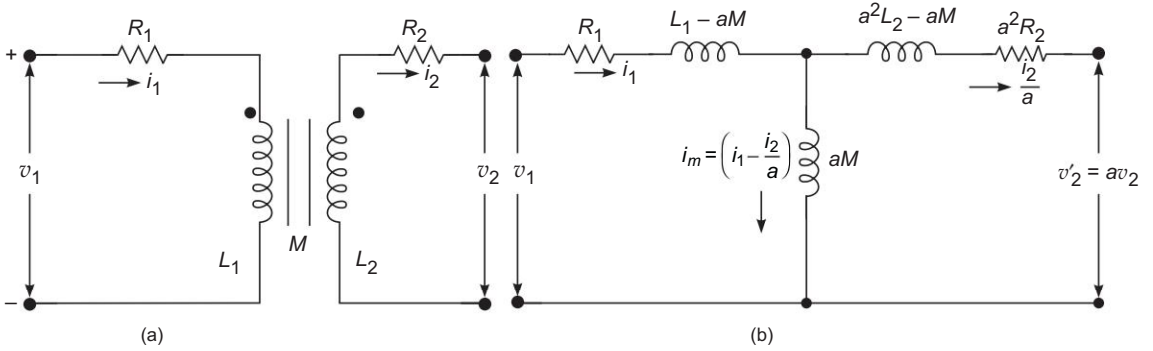 R₁
i₁
+
−
v₁
L₁
M
L₂
R₂
i₂
v₂
(a)
R₁
i₁
L₁ – aM
a²L₂ – aM
a²R₂
i₂/a
v₁
iₘ = (i₁ – i₂/a)
aM
v′₂ = av₂
(b)